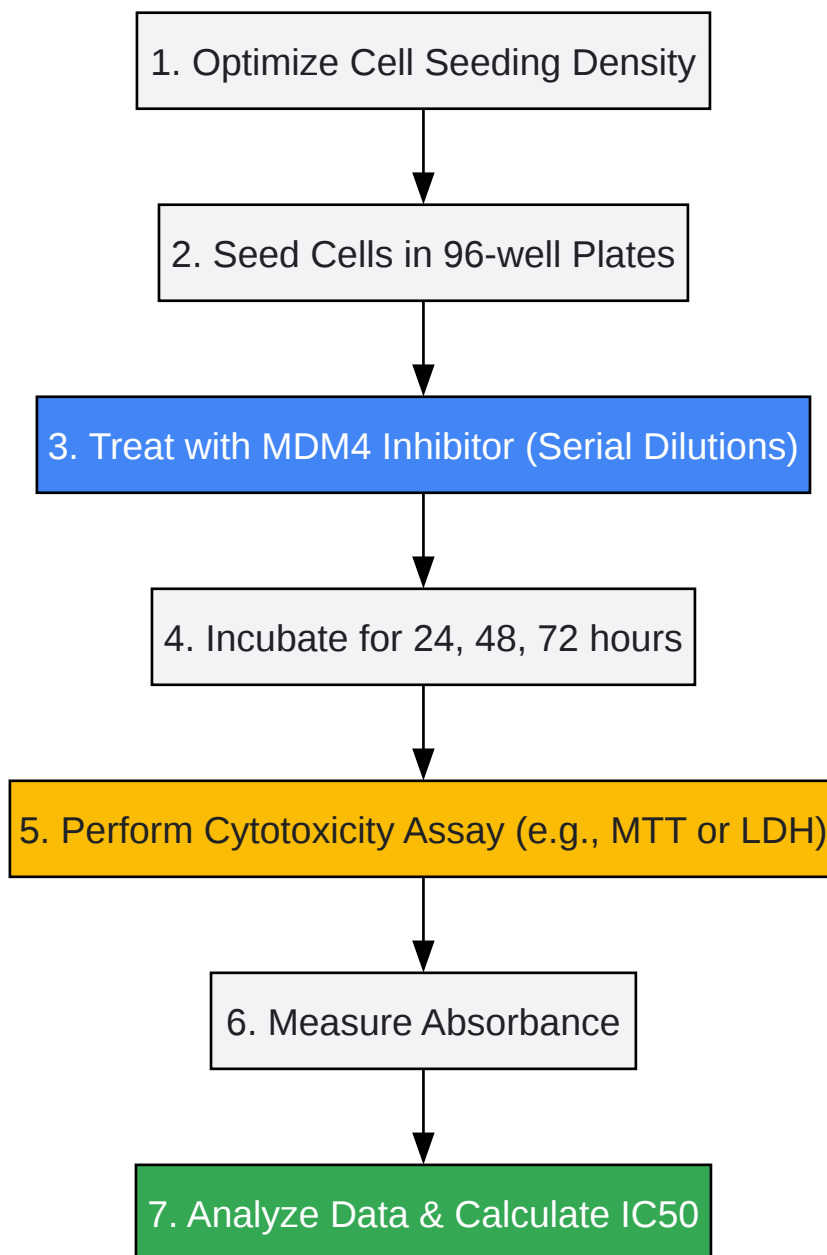 1. Optimize Cell Seeding Density
2. Seed Cells in 96-well Plates
3. Treat with MDM4 Inhibitor (Serial Dilutions)
4. Incubate for 24, 48, 72 hours
5. Perform Cytotoxicity Assay (e.g., MTT or LDH)
6. Measure Absorbance
7. Analyze Data & Calculate IC50